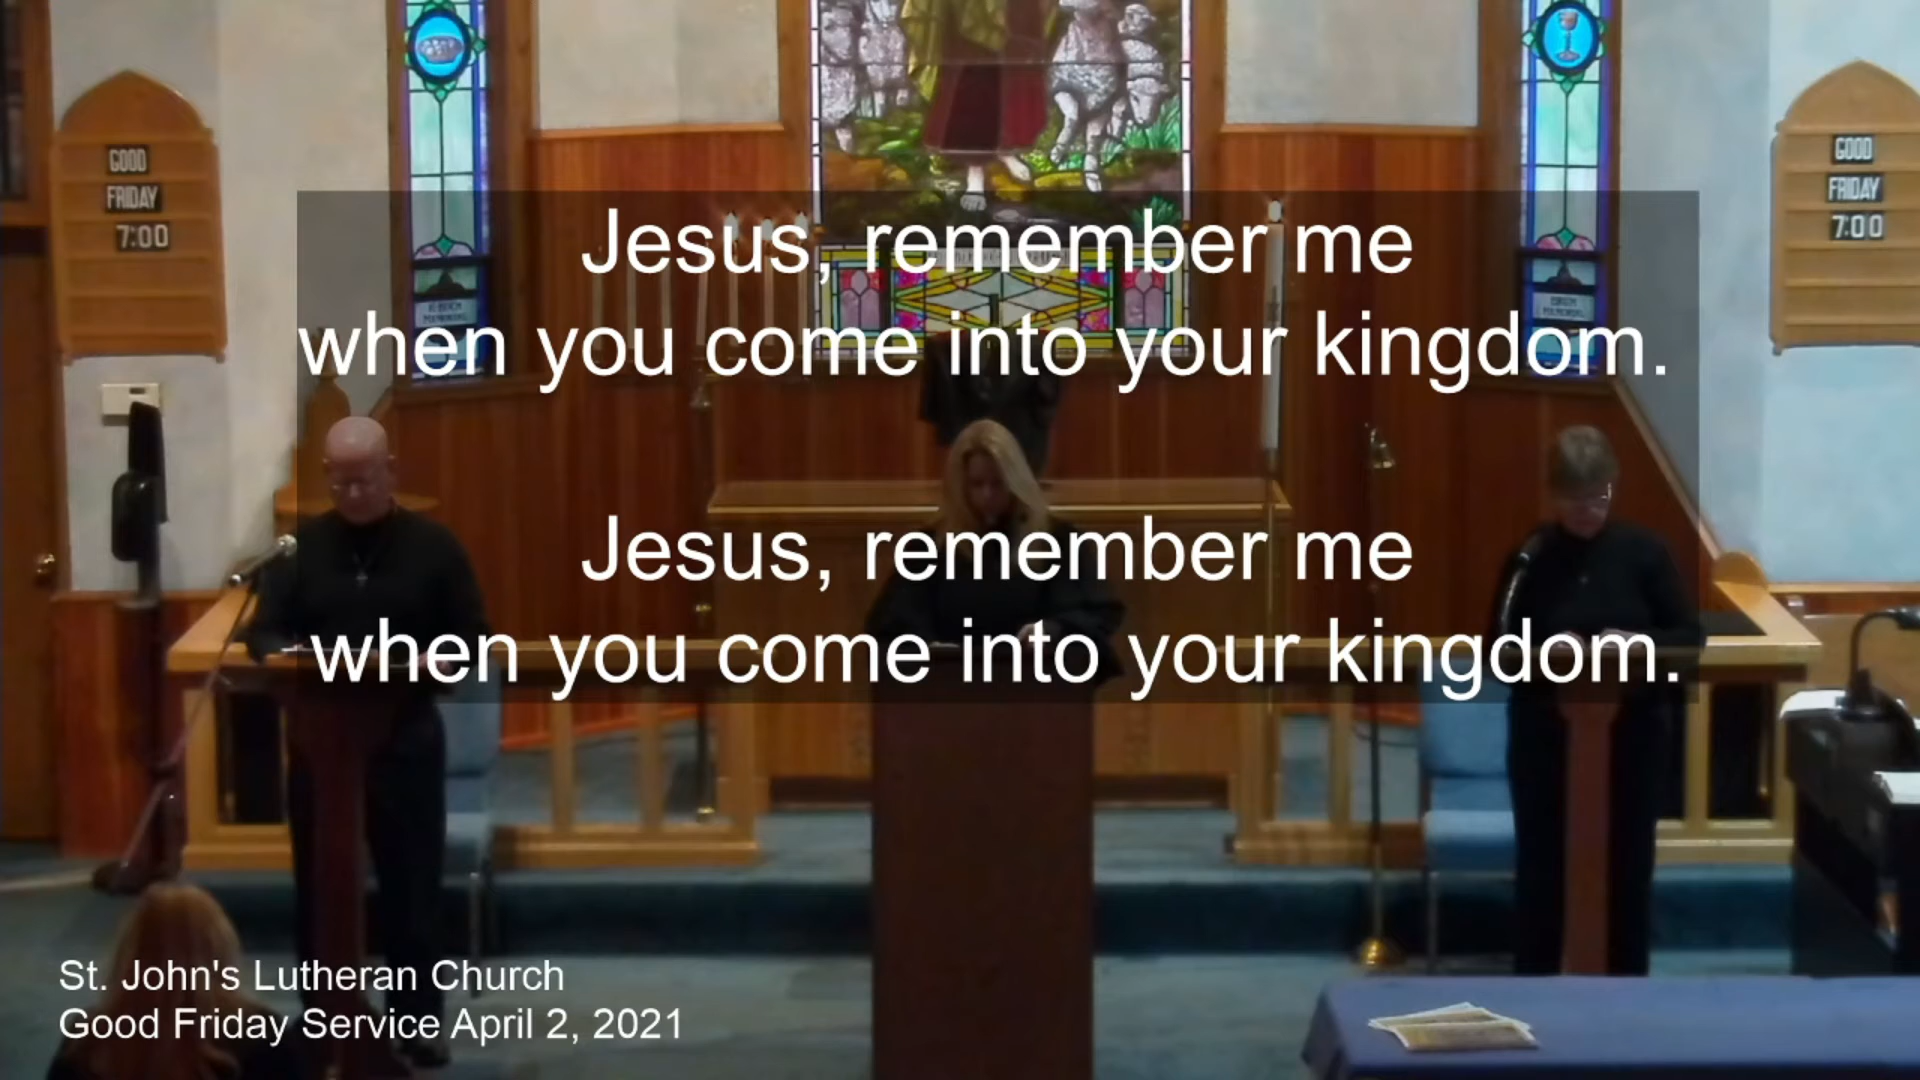 GOOD
FRIDAY
7:00
GOOD
FRIDAY
7:00
Jesus, remember me
when you come into your kingdom.
Jesus, remember me
when you come into your kingdom.
St. John's Lutheran Church
Good Friday Service April 2, 2021